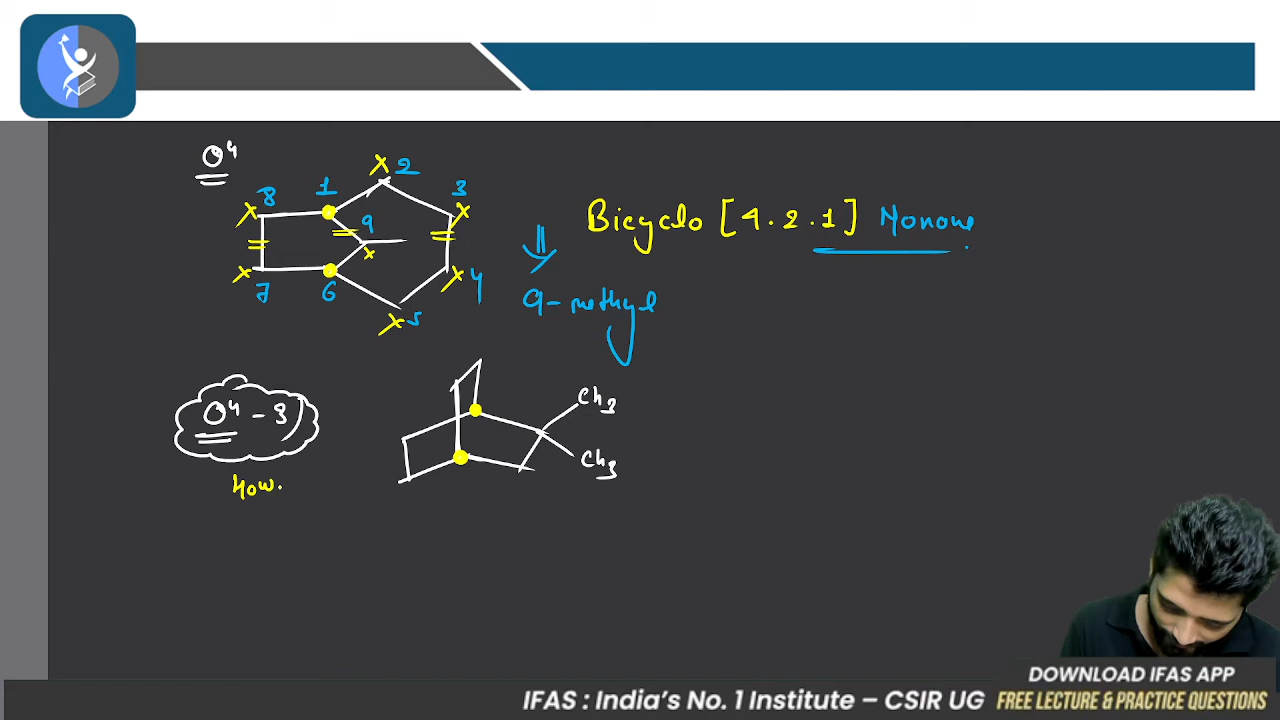 Q4
8 1 X 2 3
X X
9
X
X X 4
7 6 X 5
Bicyclo [4.2.1] Nonane
9-methyl
Q4 - 3)
How.
CH3
CH3
DOWNLOAD IFAS APP
IFAS : India's No. 1 Institute – CSIR UG FREE LECTURE & PRACTICE QUESTIONS